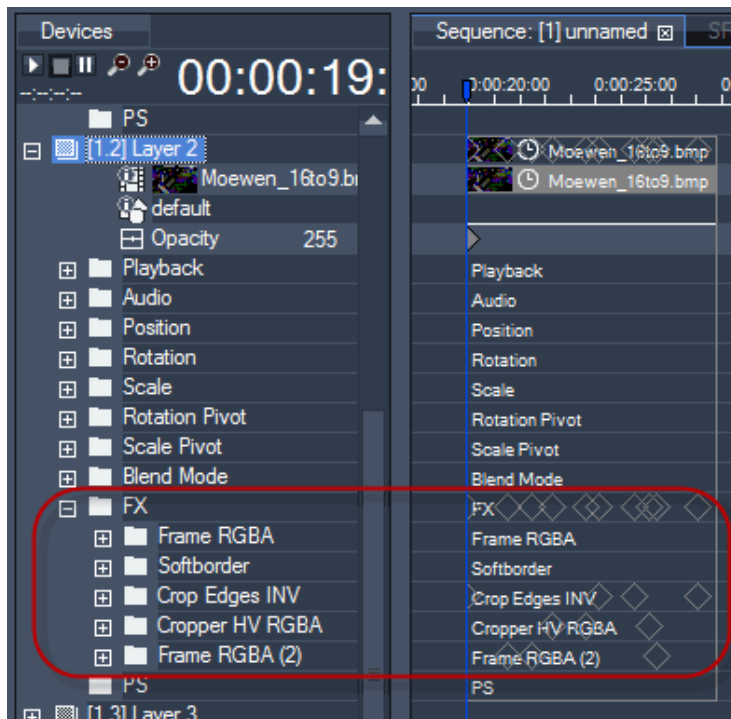 Devices
Sequence: [1] unnamed
SF
00:00:19:
--:--:--:--
00
0:00:20:00
0:00:25:00
0
PS
[1.2] Layer 2
Moewen_16to9.bmp
Moewen_16to9.b
Moewen_16to9.bmp
default
Opacity 255
Playback
Playback
Audio
Audio
Position
Position
Rotation
Rotation
Scale
Scale
Rotation Pivot
Rotation Pivot
Scale Pivot
Scale Pivot
Blend Mode
Blend Mode
FX
FX
Frame RGBA
Frame RGBA
Softborder
Softborder
Crop Edges INV
Crop Edges INV
Cropper HV RGBA
Cropper HV RGBA
Frame RGBA (2)
Frame RGBA (2)
PS
PS
[1.3] Layer 3